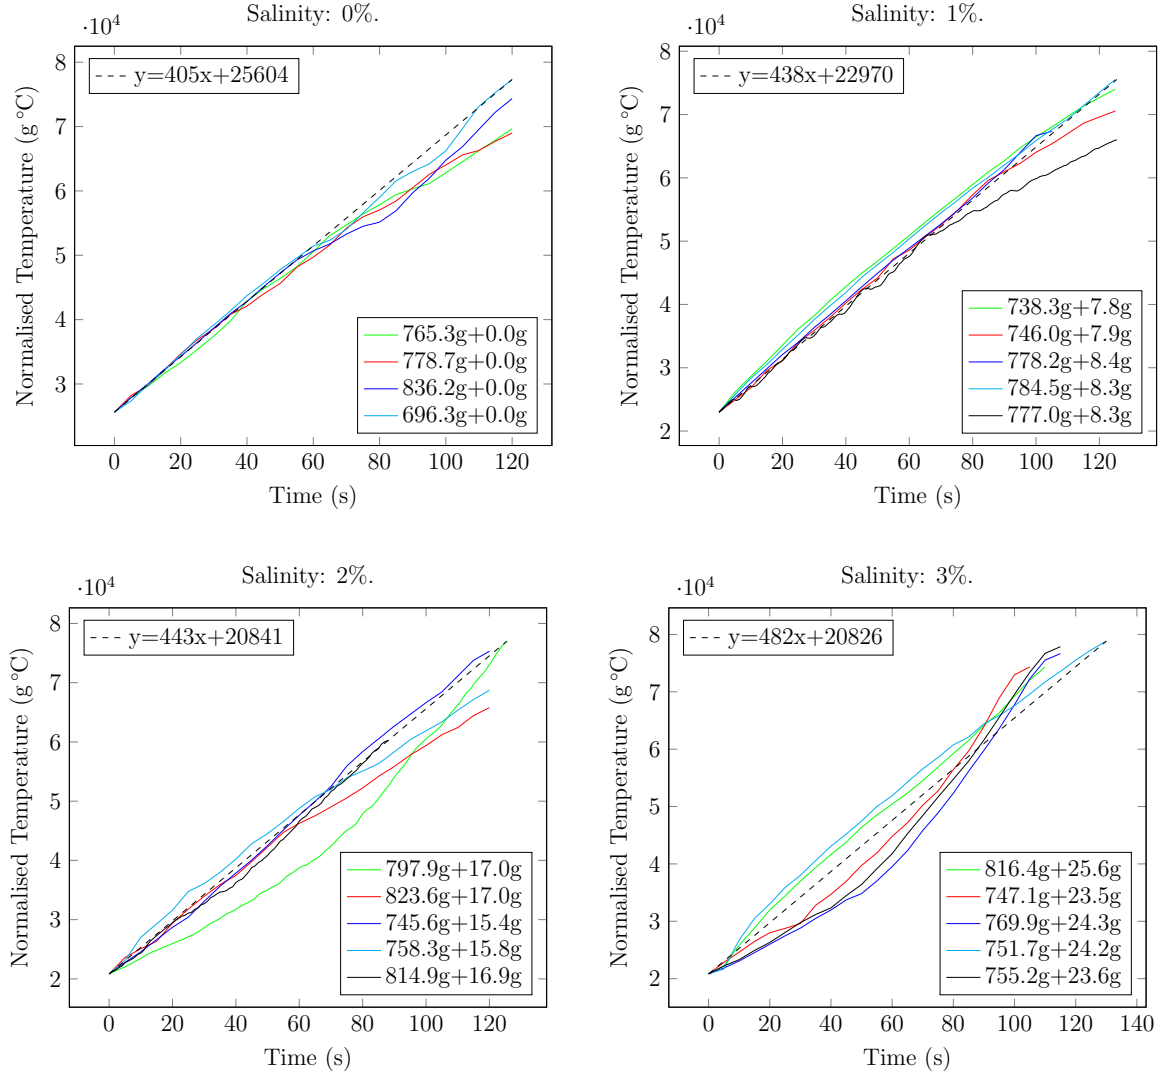 Salinity: 0%.
·10⁴
y=405x+25604
8
7
6
5
4
3
Normalised Temperature (g °C)
765.3g+0.0g
778.7g+0.0g
836.2g+0.0g
696.3g+0.0g
0 20 40 60 80 100 120
Time (s)
Salinity: 1%.
·10⁴
y=438x+22970
8
7
6
5
4
3
2
Normalised Temperature (g °C)
738.3g+7.8g
746.0g+7.9g
778.2g+8.4g
784.5g+8.3g
777.0g+8.3g
0 20 40 60 80 100 120
Time (s)
Salinity: 2%.
·10⁴
y=443x+20841
8
7
6
5
4
3
2
Normalised Temperature (g °C)
797.9g+17.0g
823.6g+17.0g
745.6g+15.4g
758.3g+15.8g
814.9g+16.9g
0 20 40 60 80 100 120
Time (s)
Salinity: 3%.
·10⁴
y=482x+20826
8
7
6
5
4
3
2
Normalised Temperature (g °C)
816.4g+25.6g
747.1g+23.5g
769.9g+24.3g
751.7g+24.2g
755.2g+23.6g
0 20 40 60 80 100 120 140
Time (s)